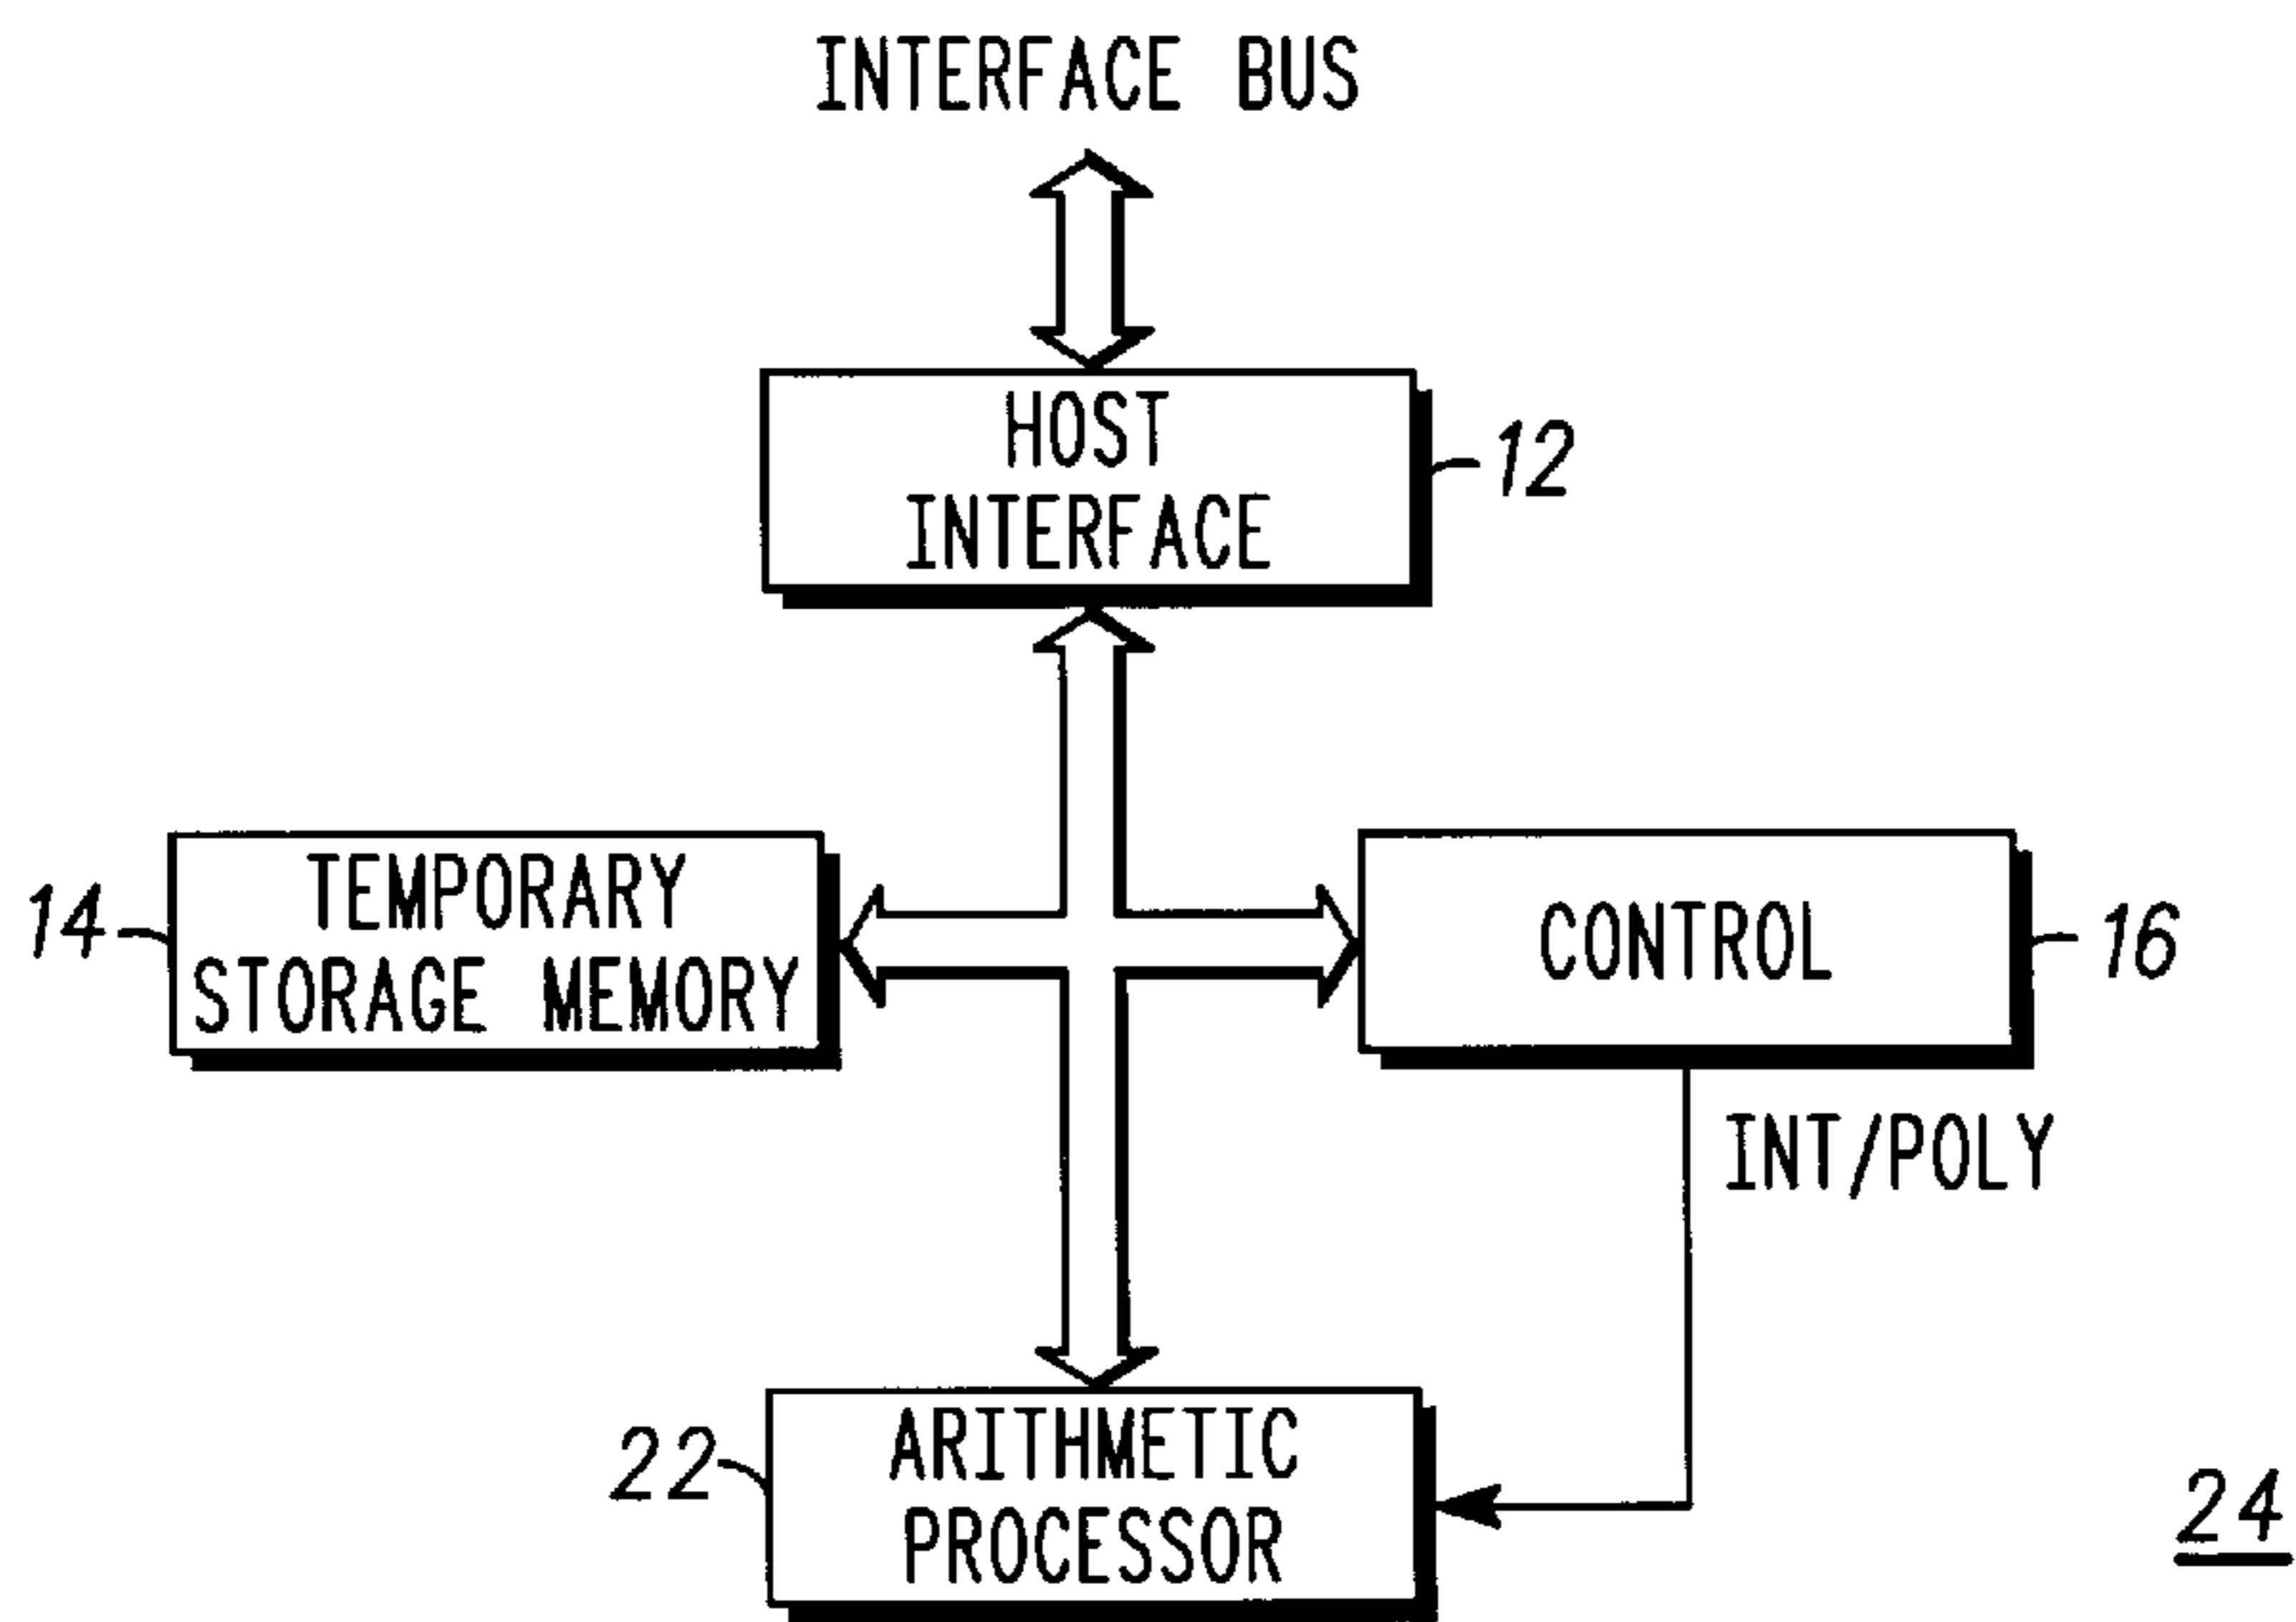 INTERFACE BUS
HOST
INTERFACE
12
TEMPORARY
STORAGE MEMORY
14
CONTROL
16
INT/POLY
ARITHMETIC
PROCESSOR
22
24